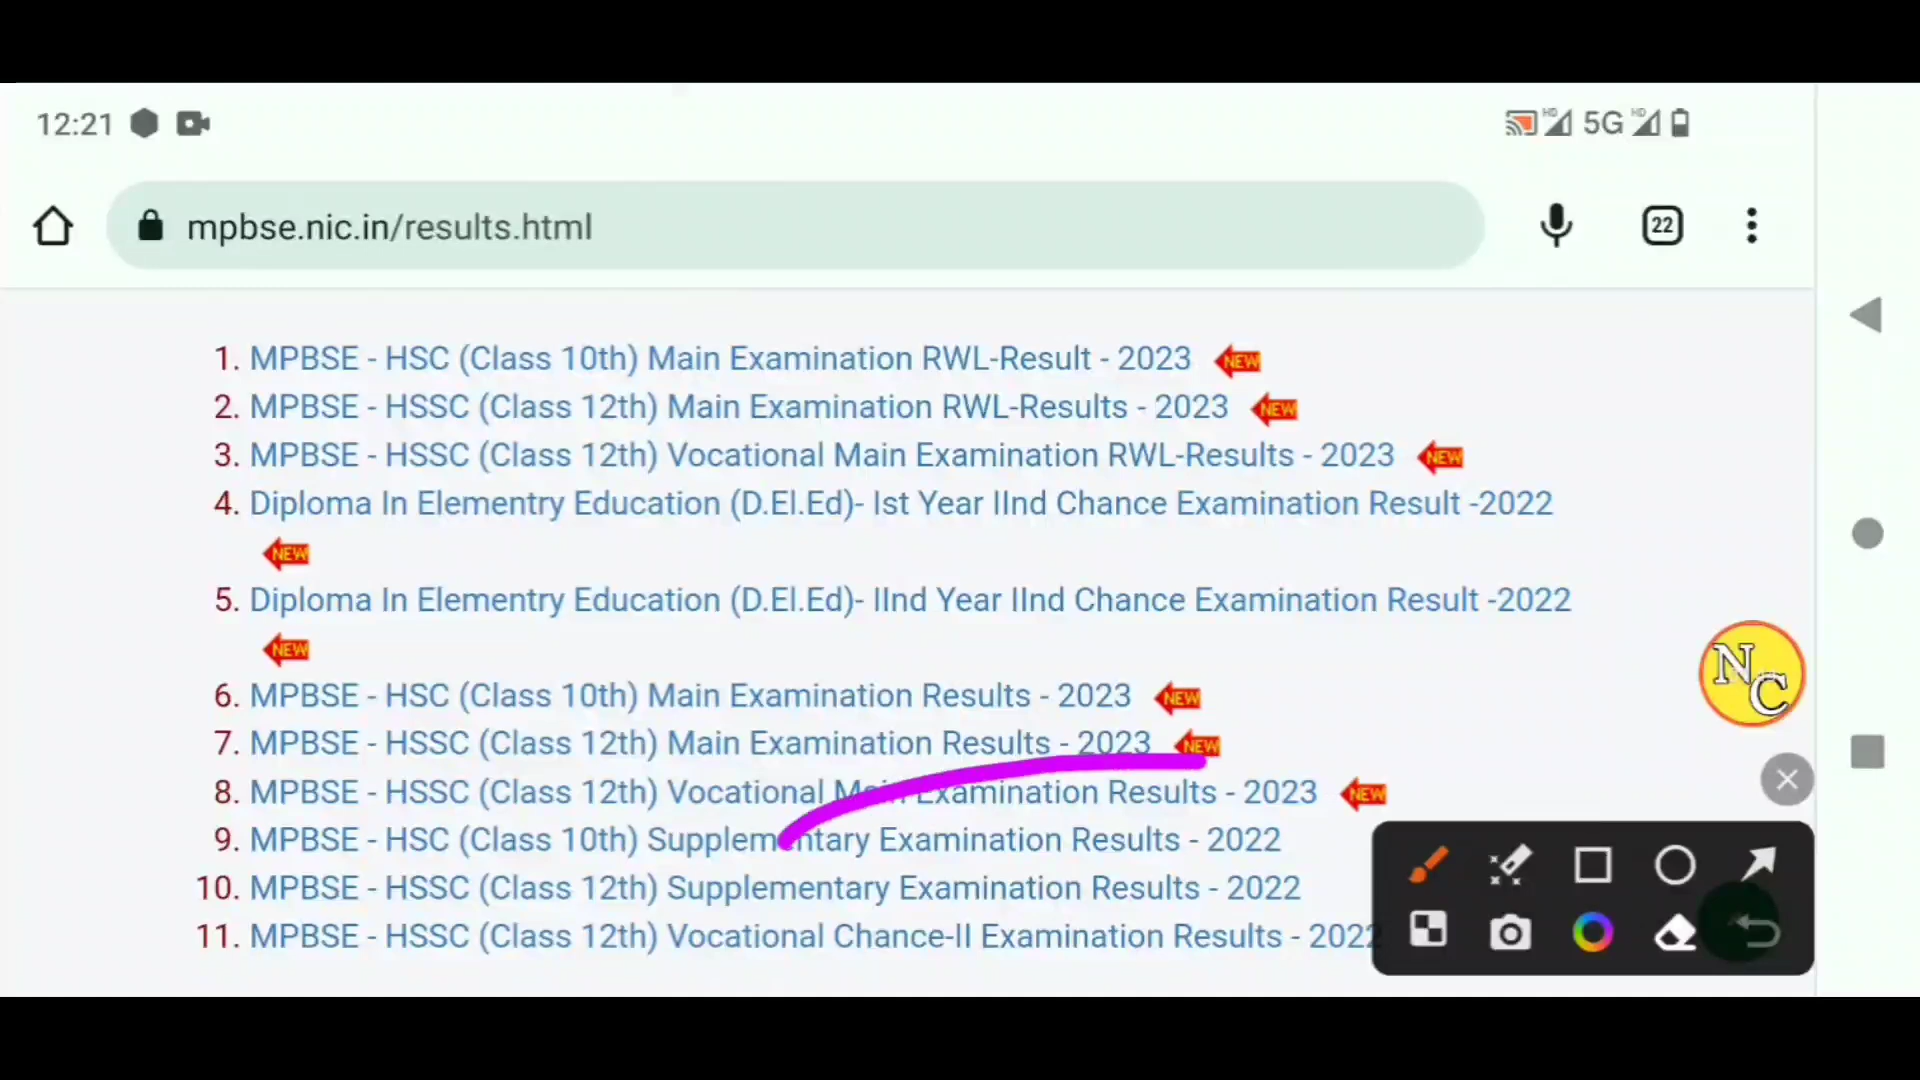 12:21 HD 5G HD
mpbse.nic.in/results.html 22
1. MPBSE - HSC (Class 10th) Main Examination RWL-Result - 2023 NEW
2. MPBSE - HSSC (Class 12th) Main Examination RWL-Results - 2023 NEW
3. MPBSE - HSSC (Class 12th) Vocational Main Examination RWL-Results - 2023 NEW
4. Diploma In Elementry Education (D.El.Ed)- Ist Year IInd Chance Examination Result -2022
NEW
5. Diploma In Elementry Education (D.El.Ed)- IInd Year IInd Chance Examination Result -2022
NEW
NC
6. MPBSE - HSC (Class 10th) Main Examination Results - 2023 NEW
7. MPBSE - HSSC (Class 12th) Main Examination Results - 2023 NEW
8. MPBSE - HSSC (Class 12th) Vocational Main Examination Results - 2023 NEW
9. MPBSE - HSC (Class 10th) Supplementary Examination Results - 2022
10. MPBSE - HSSC (Class 12th) Supplementary Examination Results - 2022
11. MPBSE - HSSC (Class 12th) Vocational Chance-II Examination Results - 2022